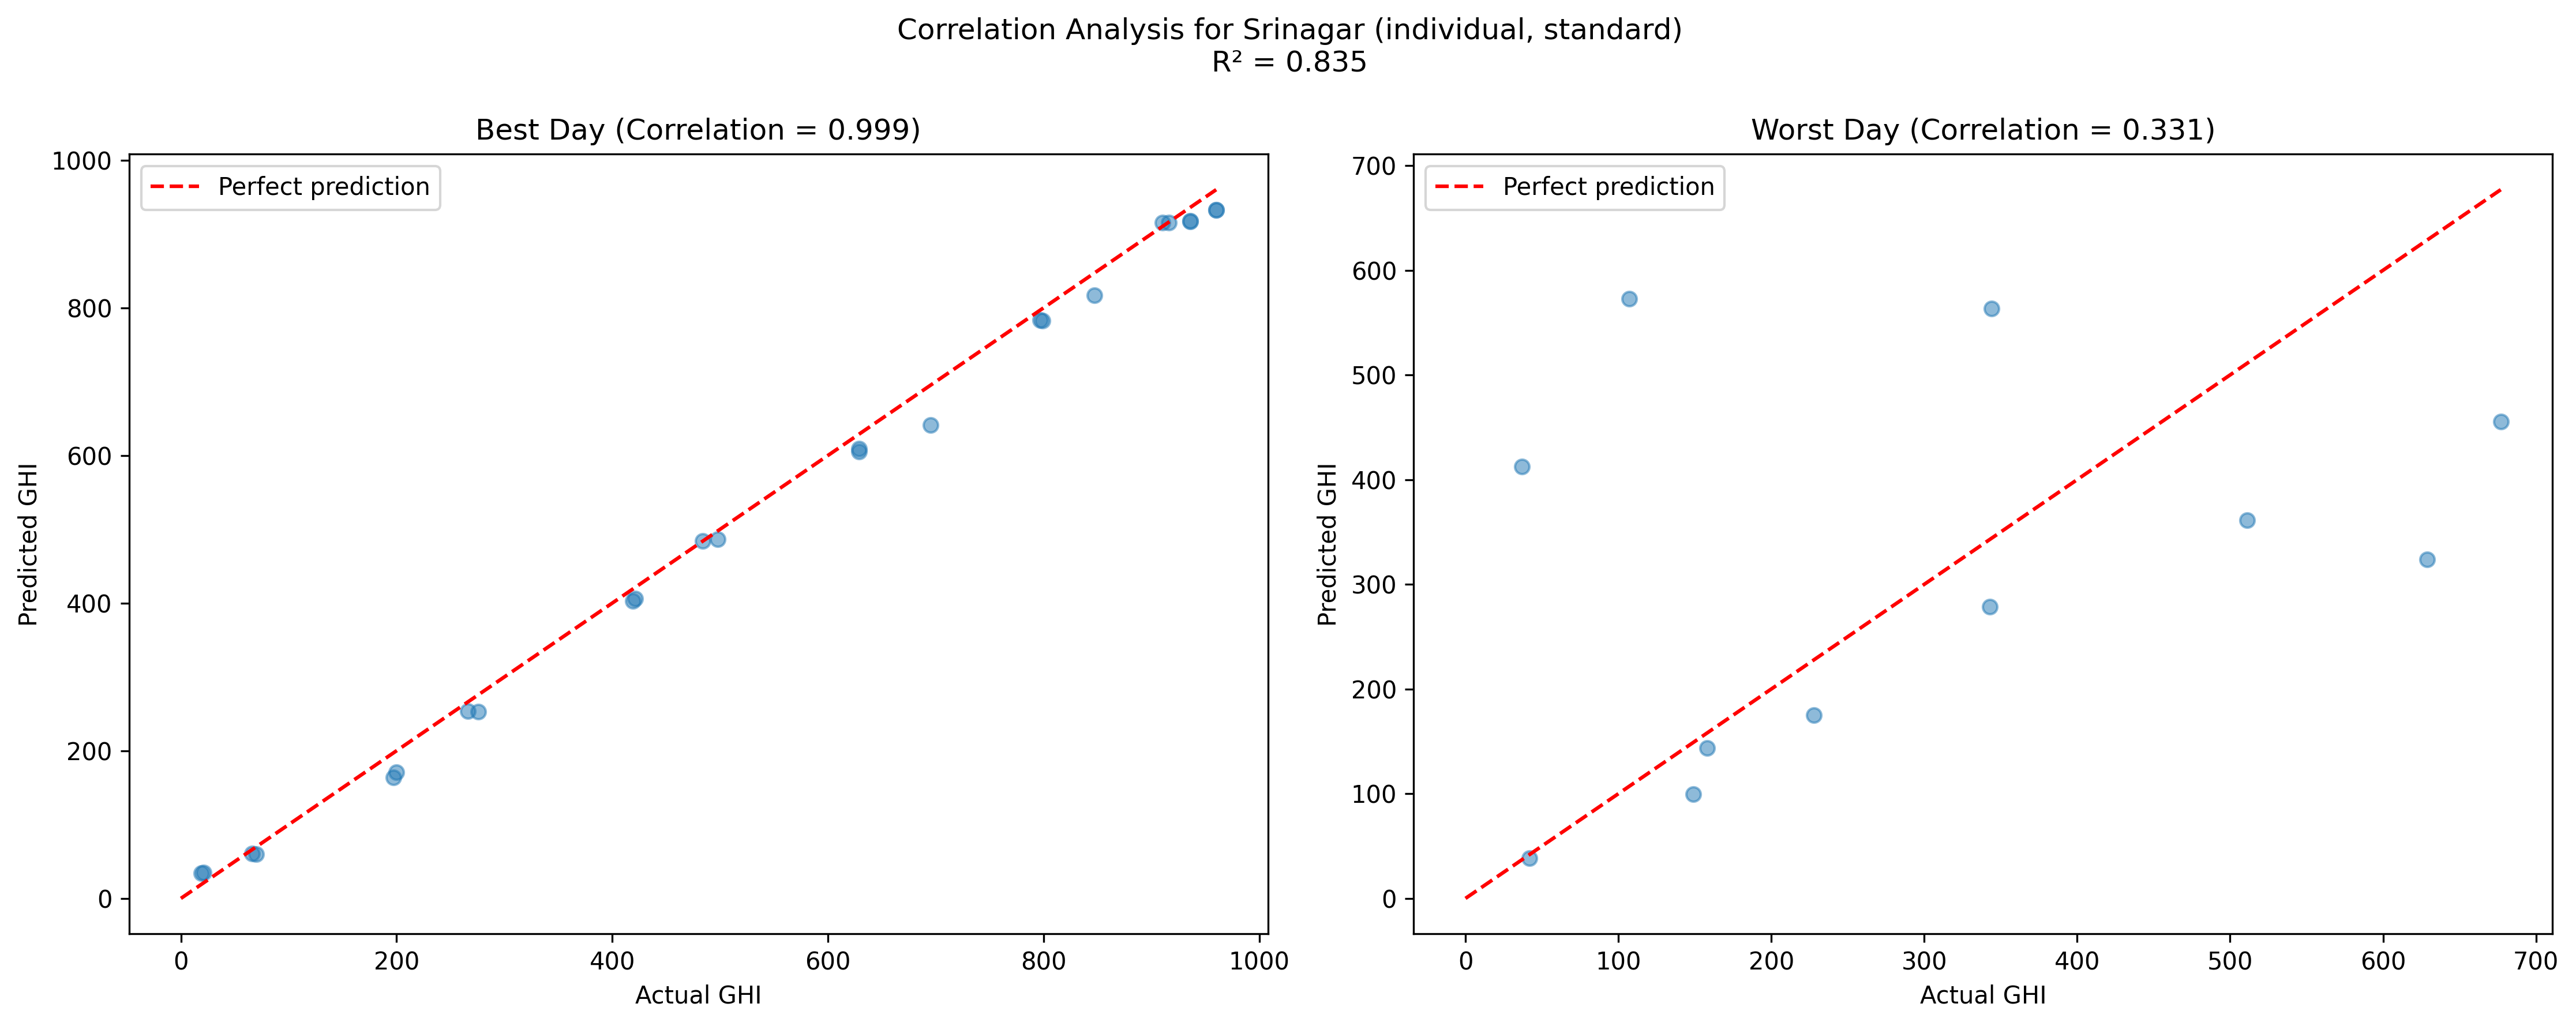 Correlation Analysis for Srinagar (individual, standard)
R² = 0.835
Best Day (Correlation = 0.999)
Perfect prediction
1000
800
600
400
200
0
Predicted GHI
0 200 400 600 800 1000
Actual GHI
Worst Day (Correlation = 0.331)
Perfect prediction
700
600
500
400
300
200
100
0
Predicted GHI
0 100 200 300 400 500 600 700
Actual GHI